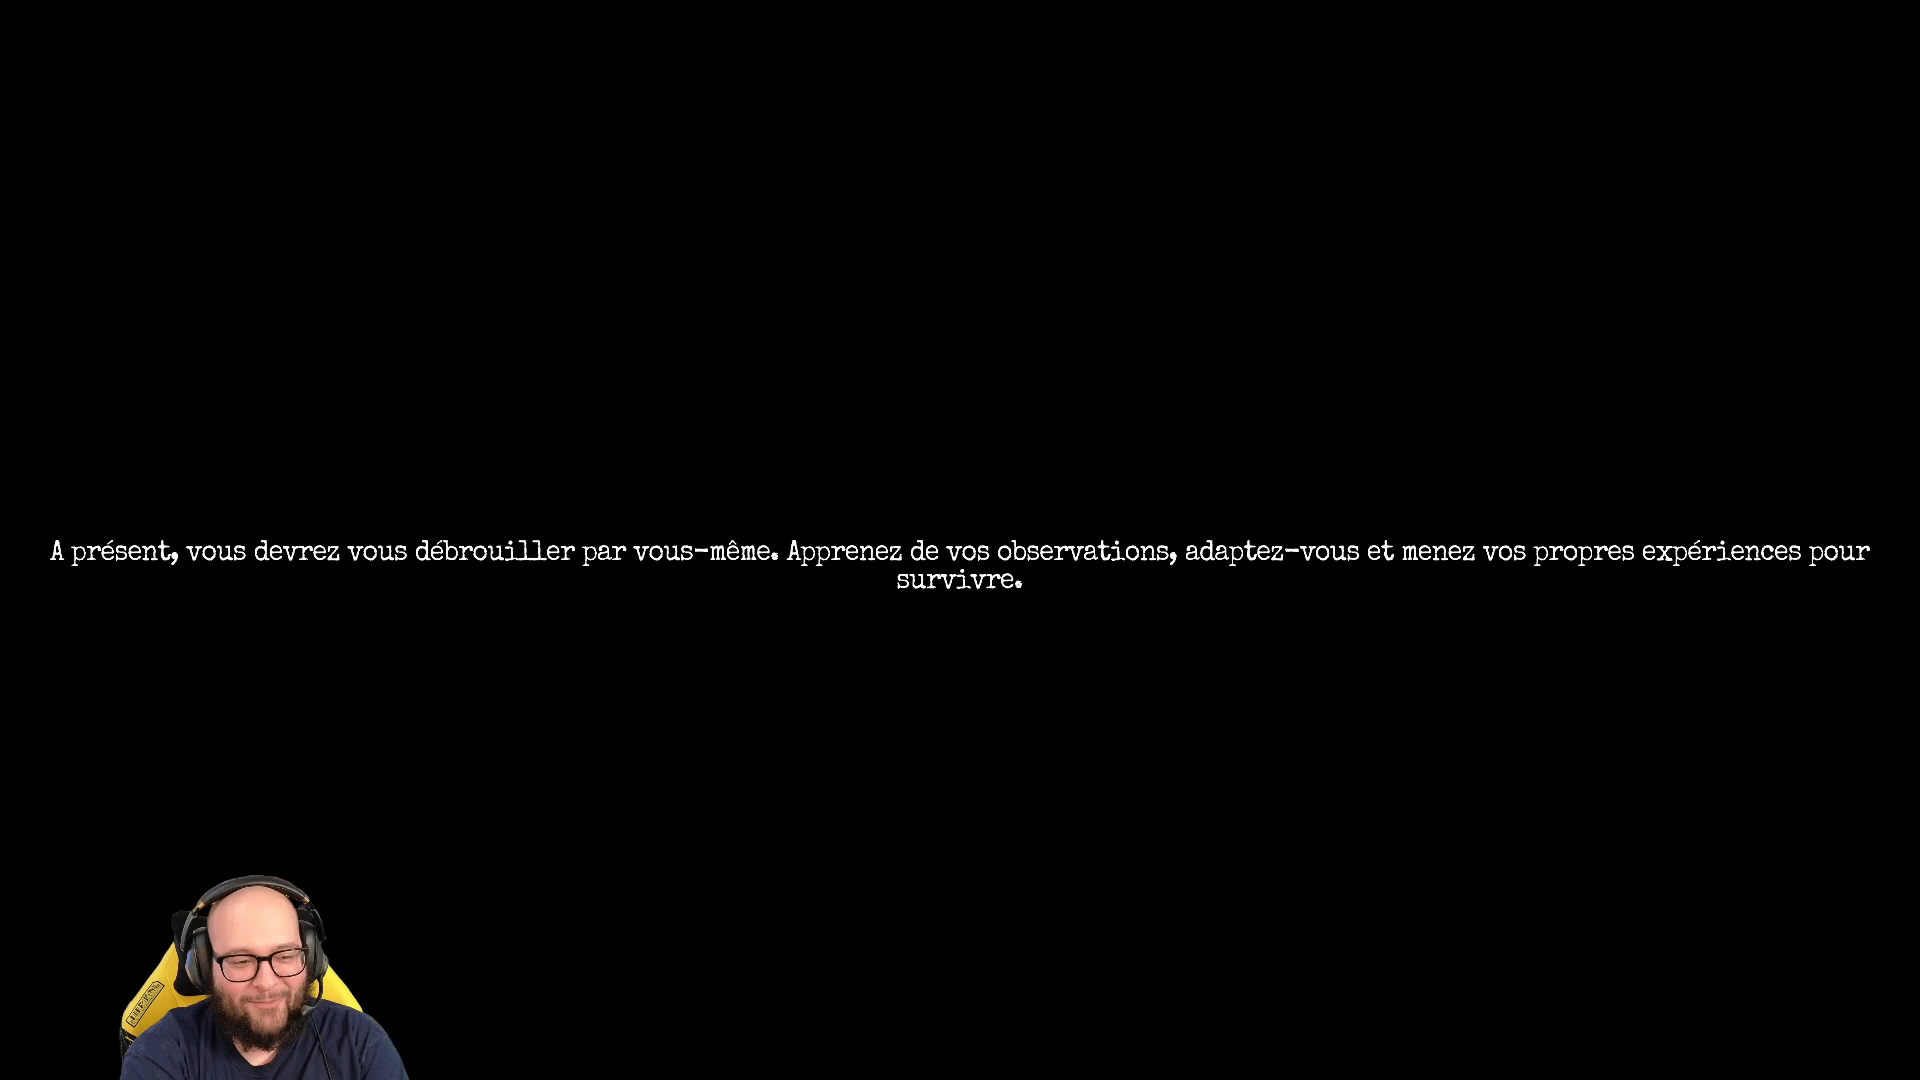 A présent, vous devrez vous débrouiller par vous-même. Apprenez de vos observations, adaptez-vous et menez vos propres expériences pour
survivre.